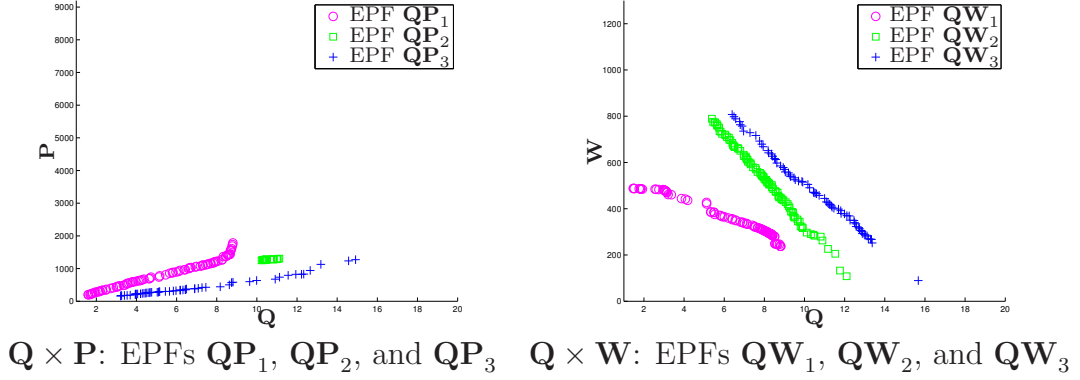 9000
8000
7000
6000
5000
4000
3000
2000
1000
0
P
2 4 6 8 10 12 14 16 18 20
Q
EPF QP₁
EPF QP₂
EPF QP₃
Q × P: EPFs QP₁, QP₂, and QP₃
1200
1000
800
600
400
200
0
W
2 4 6 8 10 12 14 16 18 20
Q
EPF QW₁
EPF QW₂
EPF QW₃
Q × W: EPFs QW₁, QW₂, and QW₃